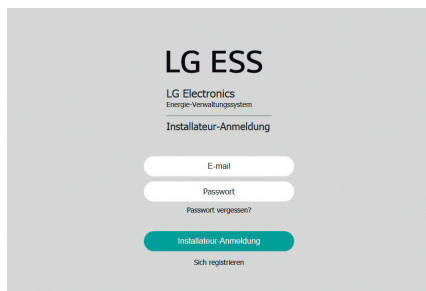 LG ESS
LG Electronics
Energie-Verwaltungssystem
Installateur-Anmeldung
E-mail
Passwort
Passwort vergessen?
Installateur-Anmeldung
Sich registrieren